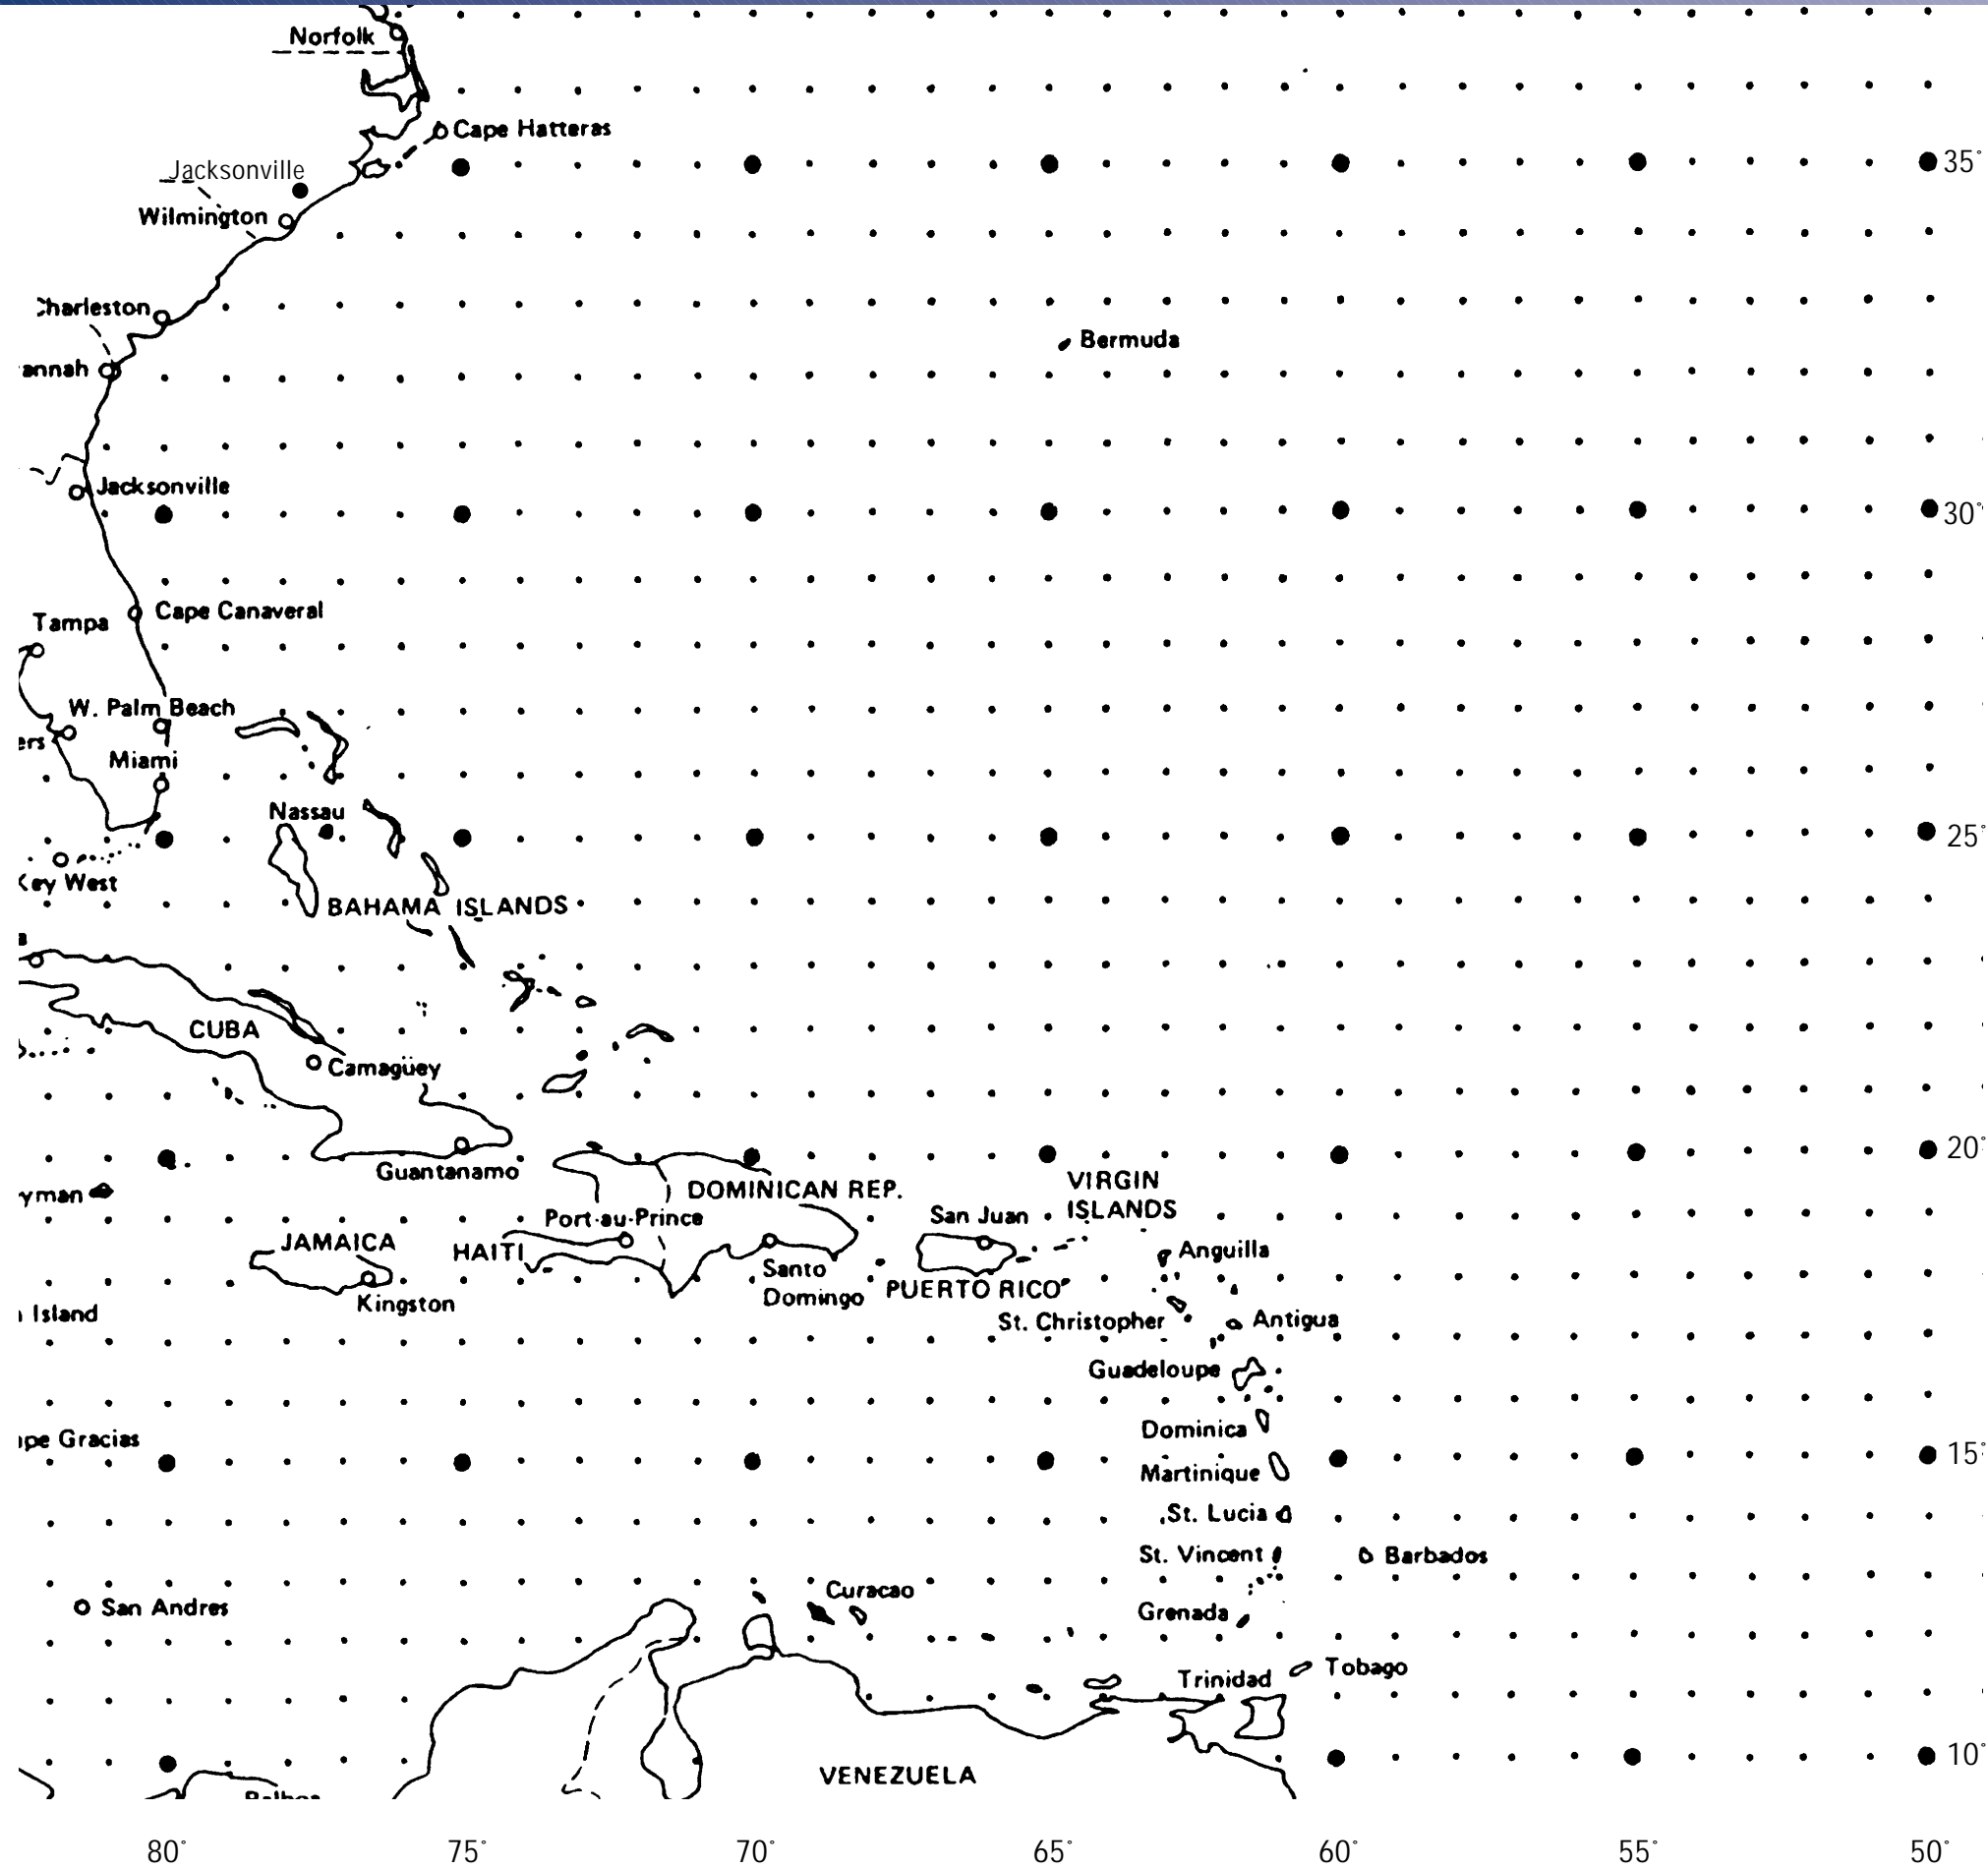 Norfolk
Cape Hatteras
Jacksonville
35°
Wilmington
Charleston
Bermuda
annah
Jacksonville
30°
Cape Canaveral
Tampa
W. Palm Beach
ers
Miami
Nassau
25°
Key West
BAHAMA ISLANDS
a
CUBA
Camagüey
20°
Guantanamo
VIRGIN
ISLANDS
yman
DOMINICAN REP.
San Juan
Port-au-Prince
JAMAICA
HAITI
Anguilla
Santo
Domingo
PUERTO RICO
Kingston
Island
St. Christopher
Antigua
Guadeloupe
Dominica
pe Gracias
15°
Martinique
St. Lucia
St. Vincent
Barbados
Curacao
San Andres
Grenada
Tobago
Trinidad
10°
VENEZUELA
Balboa
80° 75° 70° 65° 60° 55° 50°